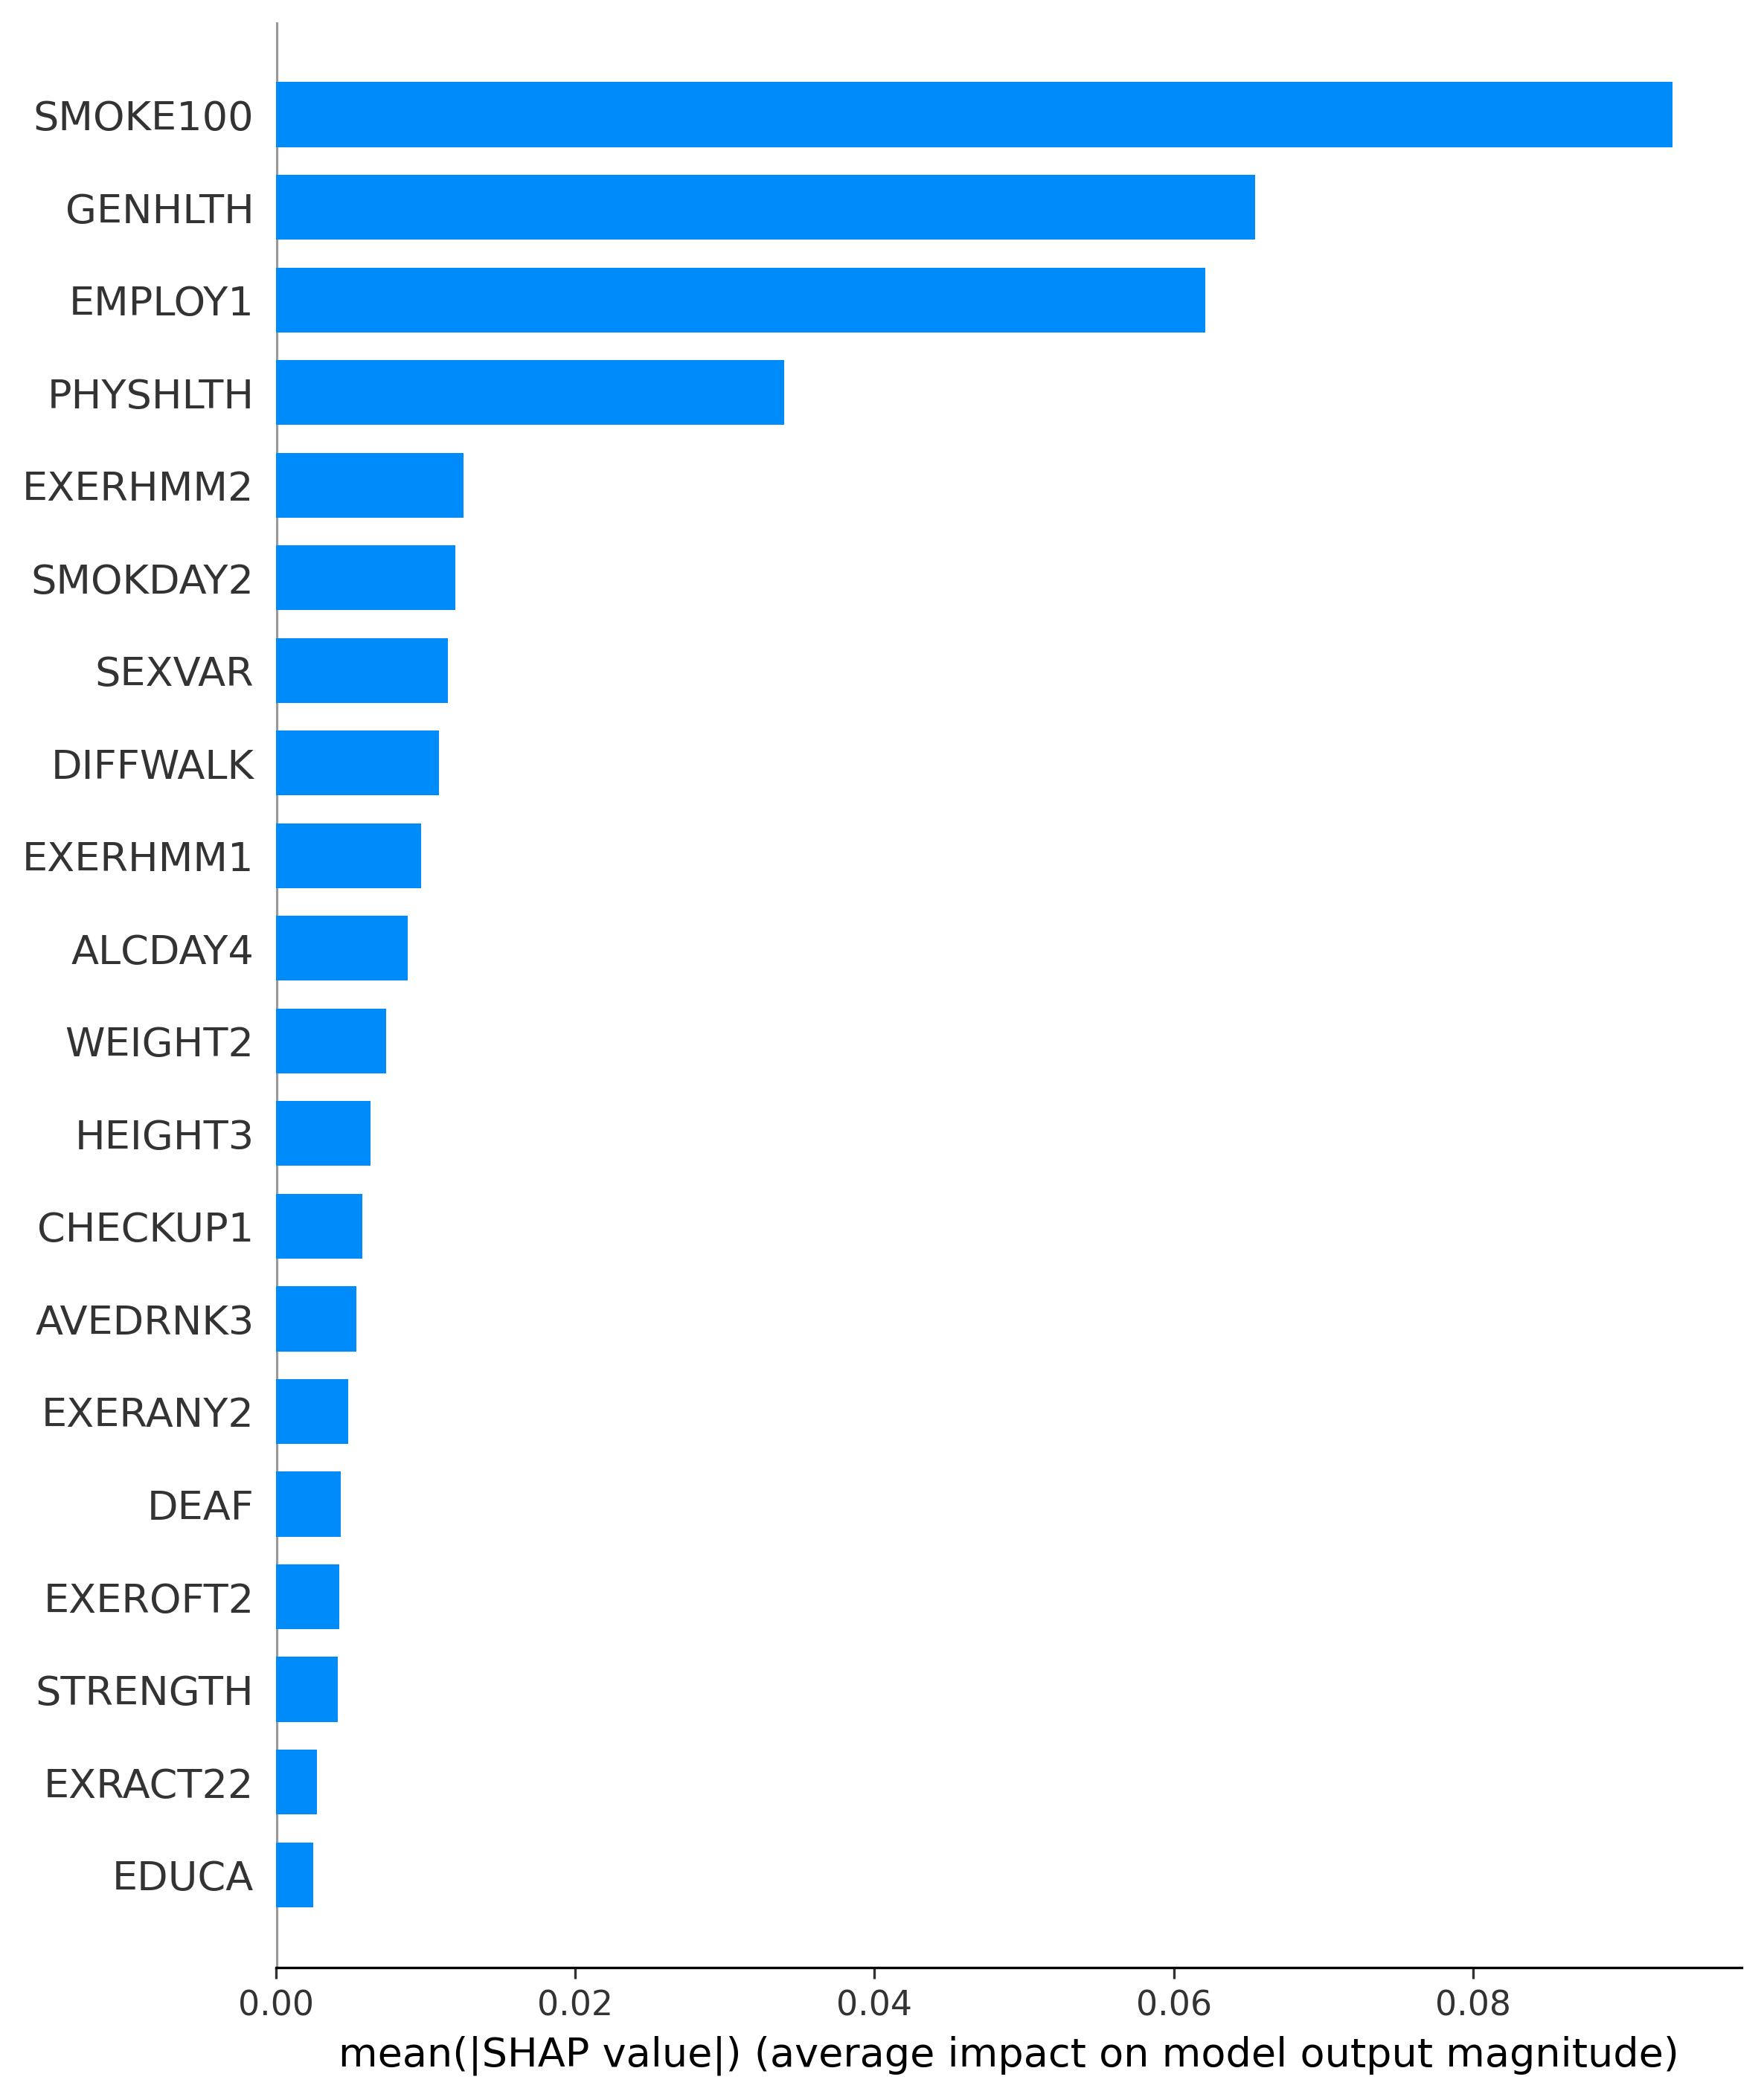 SMOKE100
GENHLTH
EMPLOY1
PHYSHLTH
EXERHMM2
SMOKDAY2
SEXVAR
DIFFWALK
EXERHMM1
ALCDAY4
WEIGHT2
HEIGHT3
CHECKUP1
AVEDRNK3
EXERANY2
DEAF
EXEROFT2
STRENGTH
EXRACT22
EDUCA
0.00 0.02 0.04 0.06 0.08
mean(|SHAP value|) (average impact on model output magnitude)